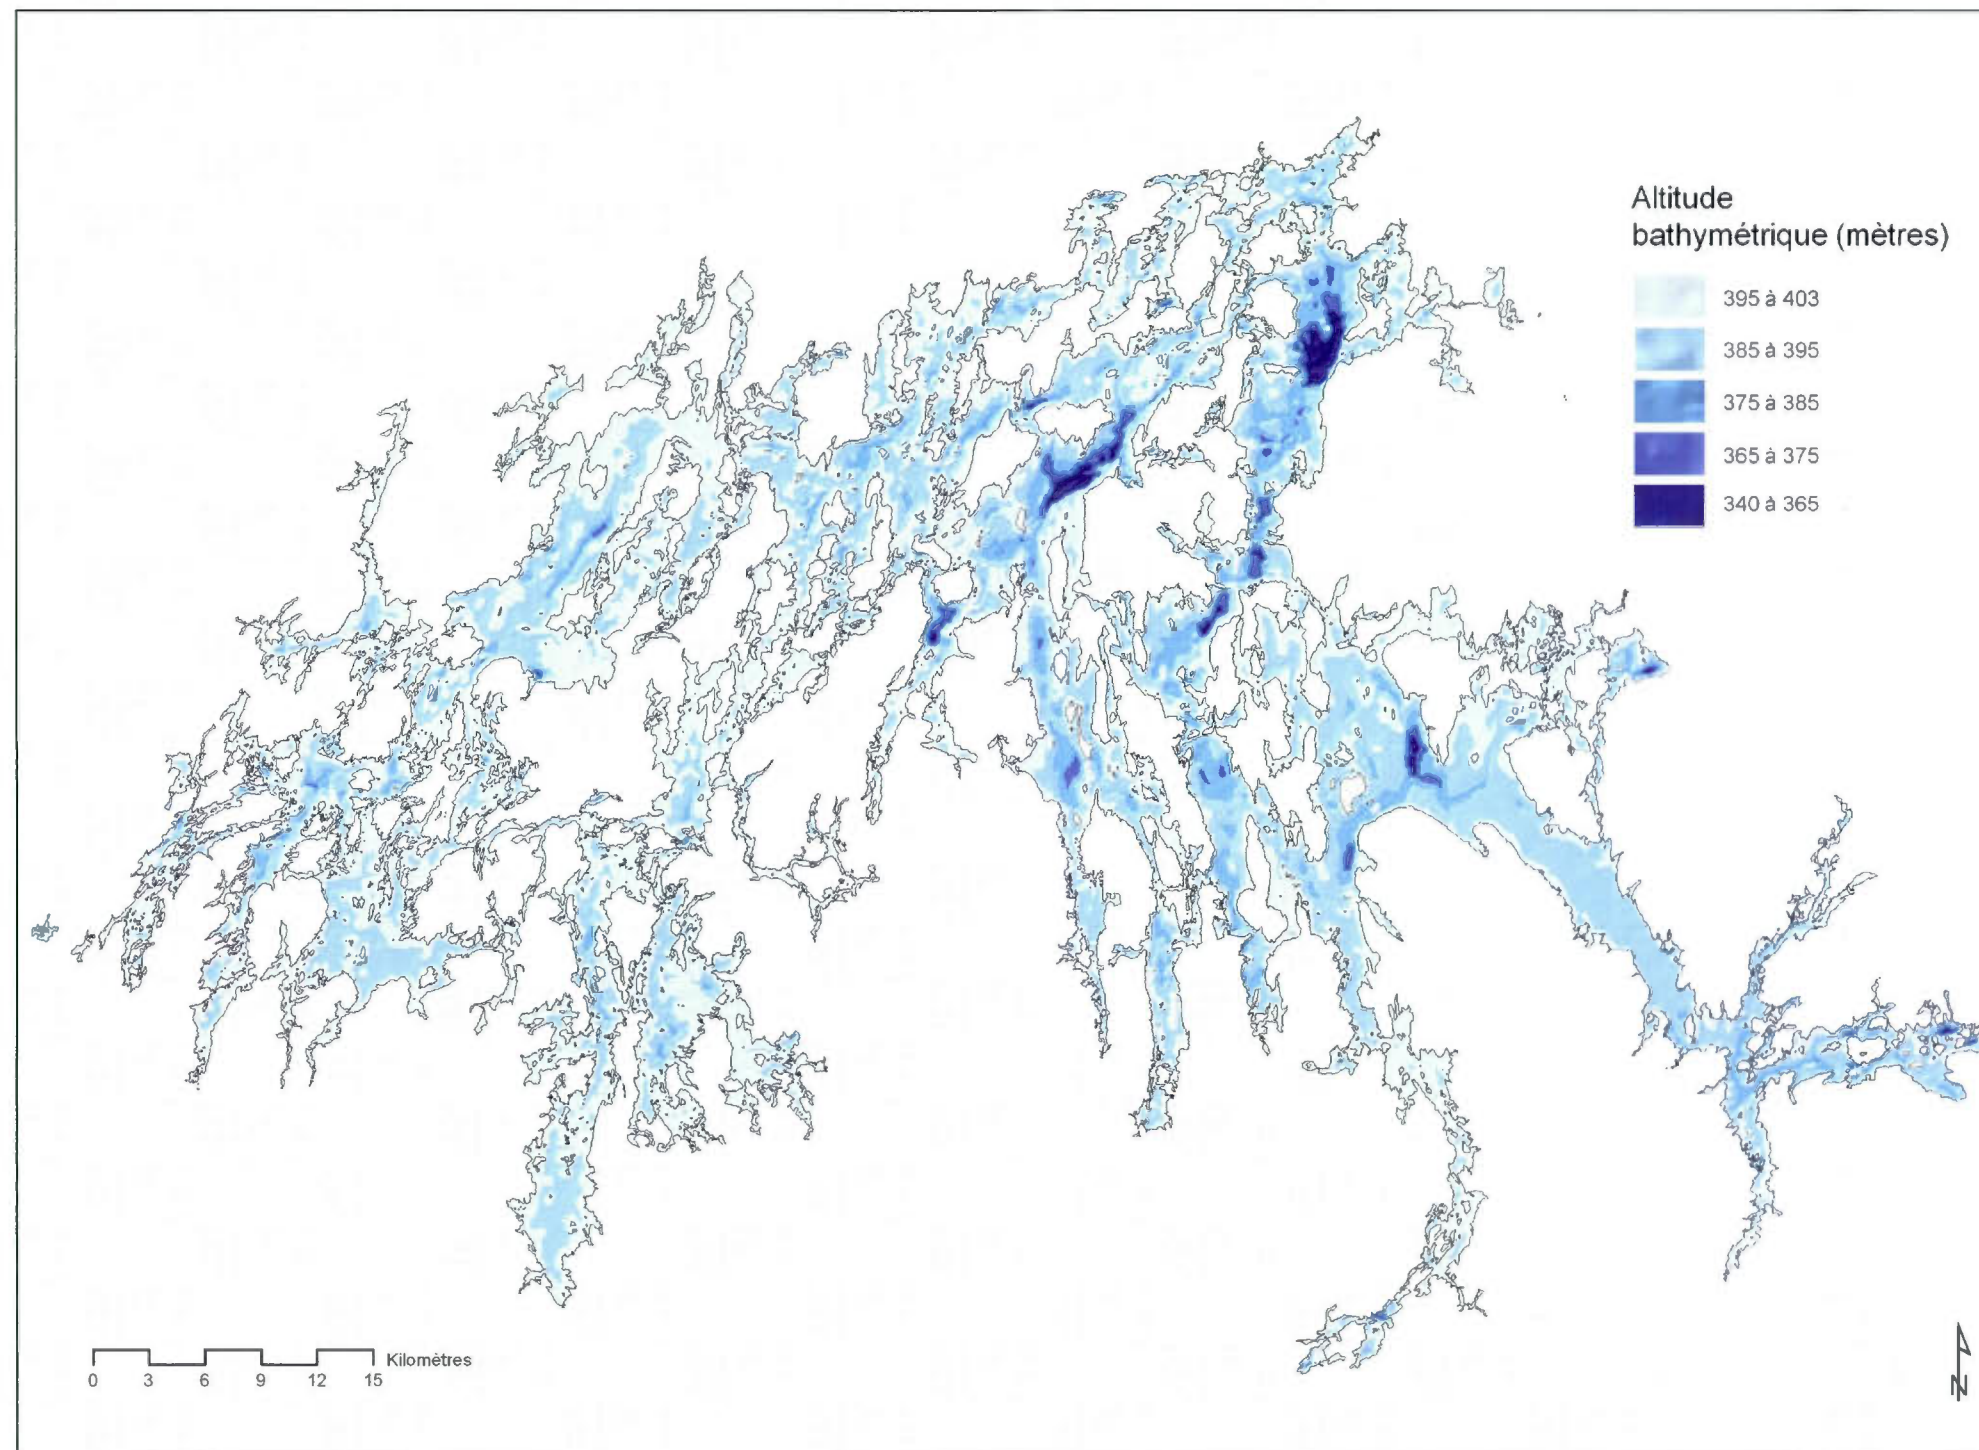 Altitude
bathymétrique (mètres)
395 à 403
385 à 395
375 à 385
365 à 375
340 à 365
Kilomètres
0 3 6 9 12 15
N